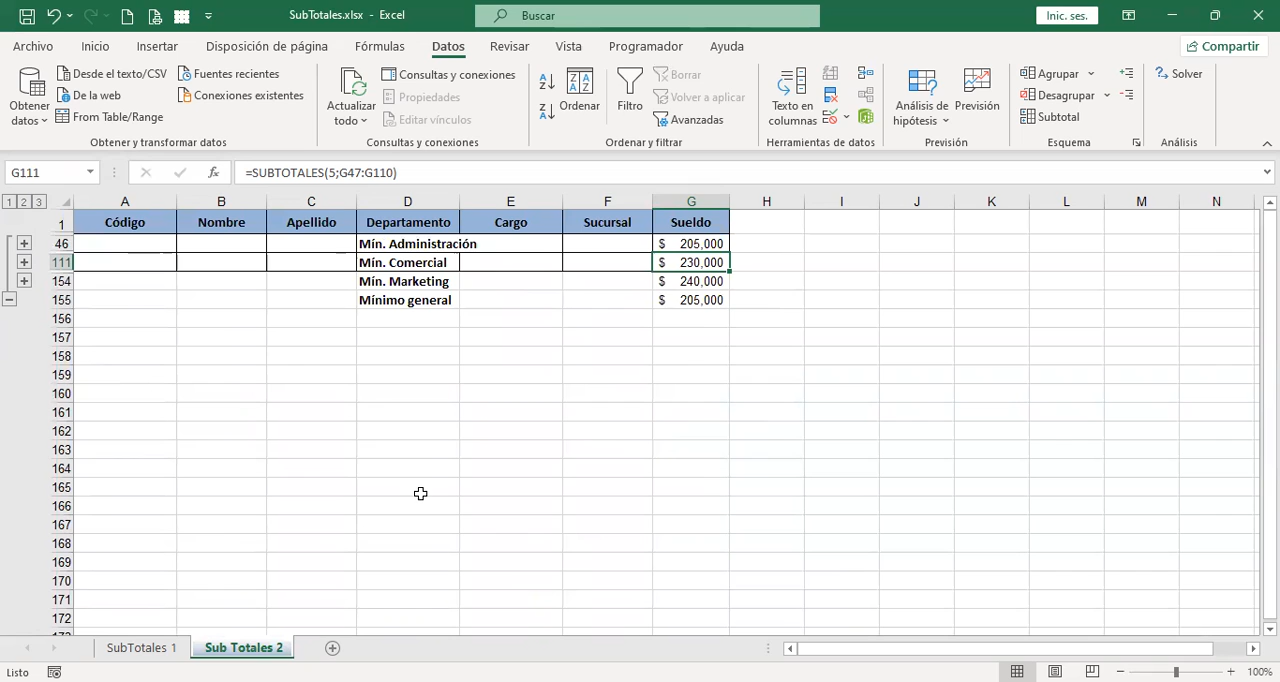 SubTotales.xlsx - Excel
Buscar
Inic. ses.
Archivo Inicio Insertar Disposición de página Fórmulas Datos Revisar Vista Programador Ayuda
Compartir
Obtener datos
Desde el texto/CSV
De la web
From Table/Range
Fuentes recientes
Conexiones existentes
Obtener y transformar datos
Actualizar todo
Consultas y conexiones
Propiedades
Editar vínculos
Consultas y conexiones
Ordenar
Filtro
Borrar
Volver a aplicar
Avanzadas
Ordenar y filtrar
Texto en columnas
Herramientas de datos
Análisis de hipótesis
Previsión
Previsión
Agrupar
Desagrupar
Subtotal
Esquema
Solver
Análisis
G111 fx =SUBTOTALES(5;G47:G110)
1 2 3 A B C D E F G H I J K L M N
1 Código Nombre Apellido Departamento Cargo Sucursal Sueldo
46 Mín. Administración $ 205,000
111 Mín. Comercial $ 230,000
154 Mín. Marketing $ 240,000
155 Mínimo general $ 205,000
156
157
158
159
160
161
162
163
164
165
166
167
168
169
170
171
172
SubTotales 1 Sub Totales 2
Listo 100%